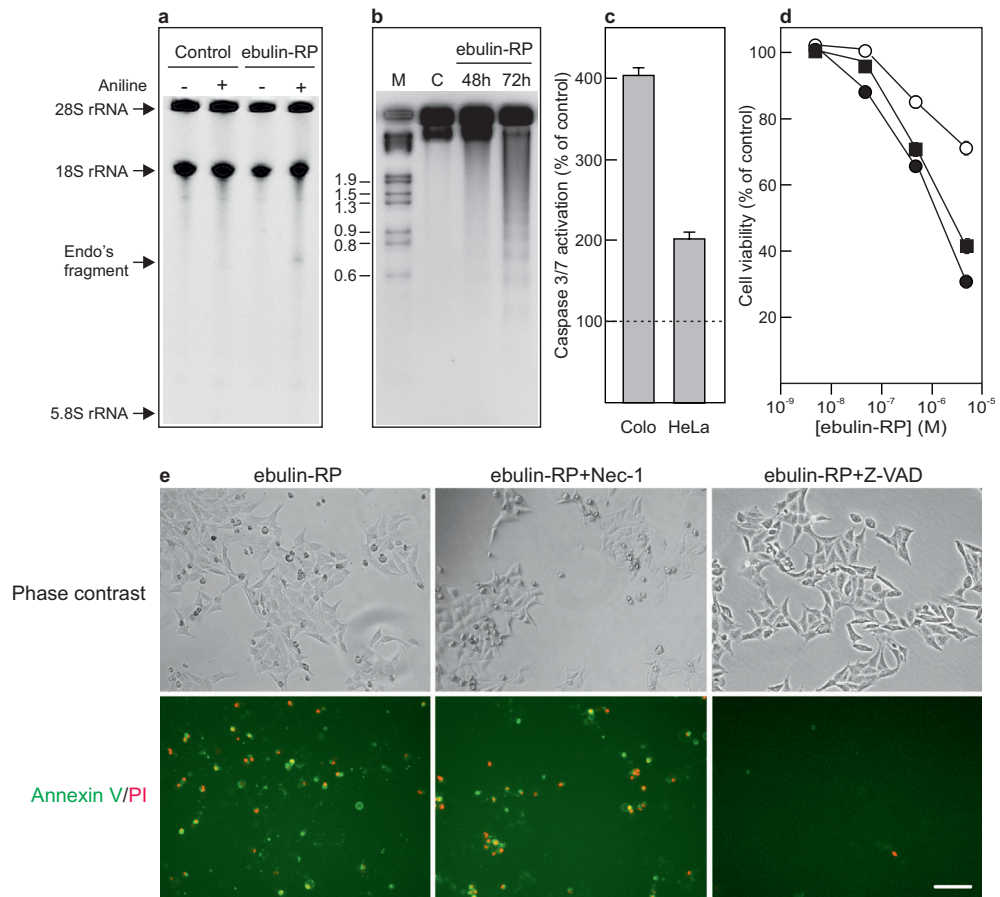 a
Control ebulin-RP
Aniline - + - +
28S rRNA
18S rRNA
Endo's
fragment
5.8S rRNA
b
ebulin-RP
M C 48h 72h
1.9
1.5
1.3
0.9
0.8
0.6
c
Caspase 3/7 activation (% of control)
400
300
200
100
Colo HeLa
d
Cell viability (% of control)
100
80
60
40
20
10⁻⁹ 10⁻⁸ 10⁻⁷ 10⁻⁶ 10⁻⁵
[ebulin-RP] (M)
e
ebulin-RP ebulin-RP+Nec-1 ebulin-RP+Z-VAD
Phase contrast
Annexin V/PI